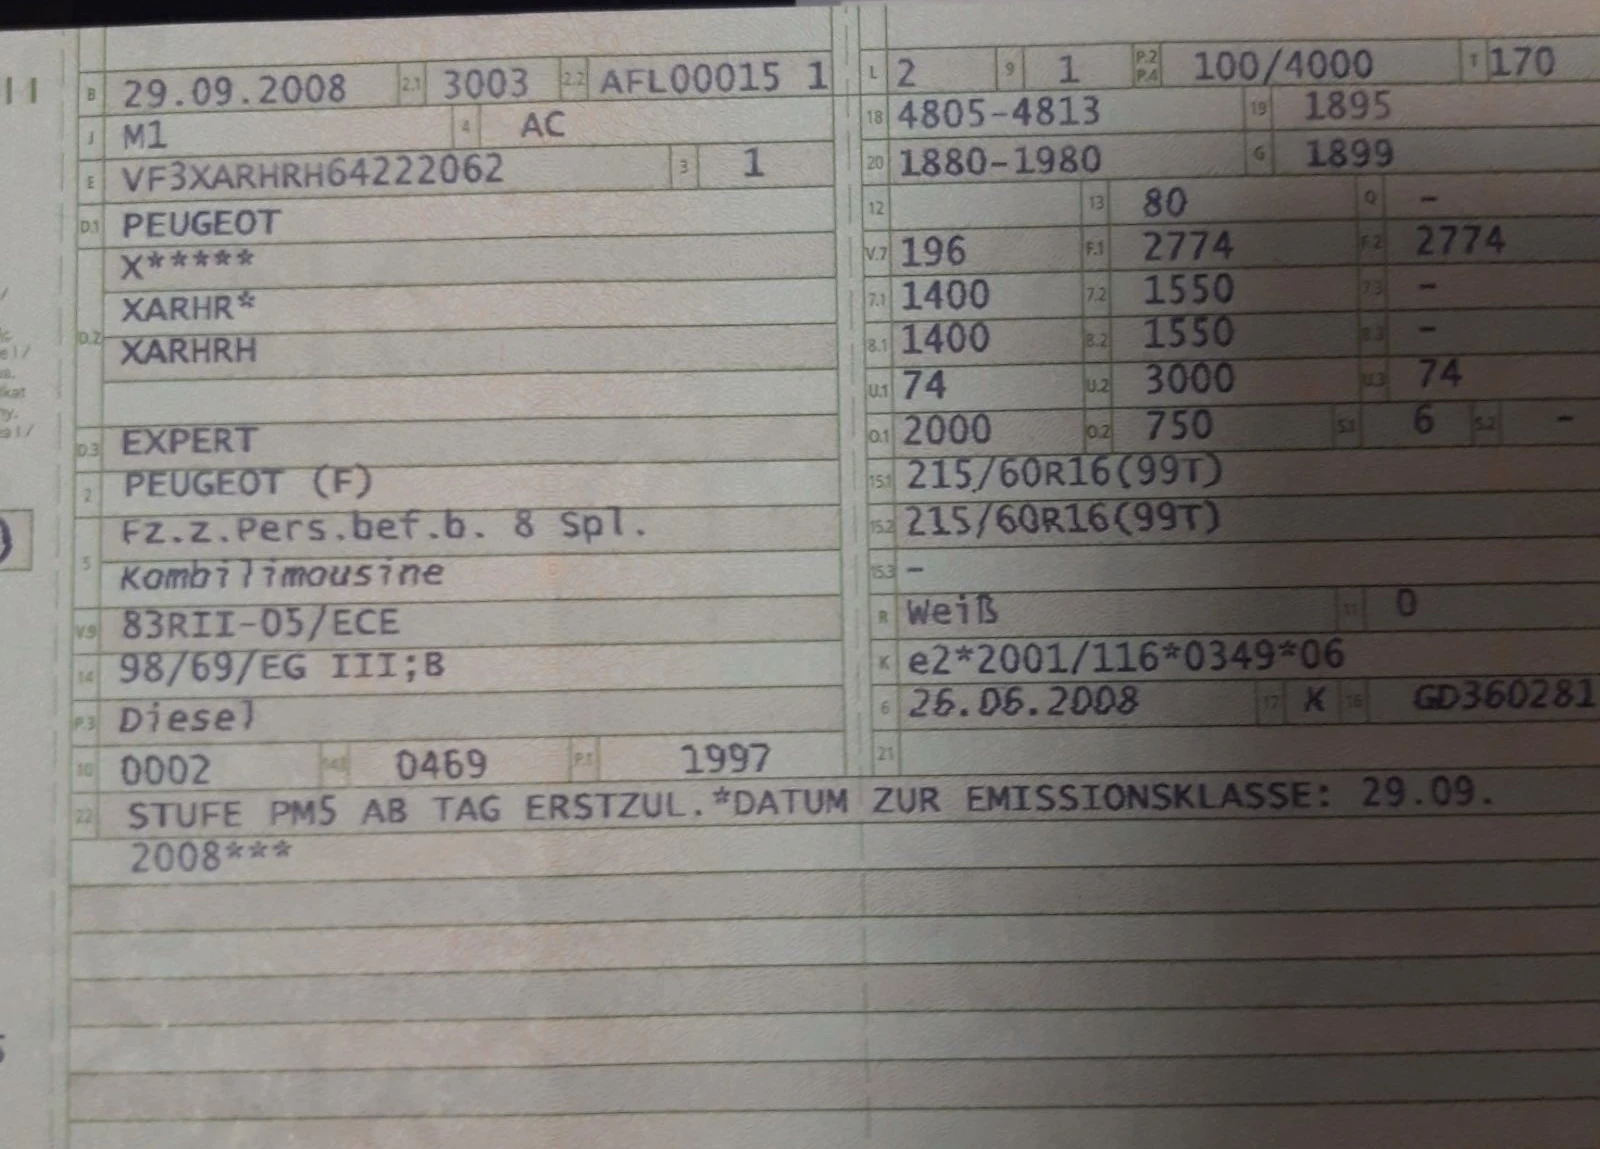 B 29.09.2008 2.1 3003 2.2 AFL00015 1
J M1 4 AC
E VF3XARHRH64222062 3 1
D.1 PEUGEOT
X*****
XARHR*
D.2
XARHRH
D.3 EXPERT
2 PEUGEOT (F)
Fz.z.Pers.bef.b. 8 Spl.
5
Kombilimousine
V.9 83RII-05/ECE
14 98/69/EG III;B
P.3 Diesel
10 0002 14.1 0469 P.1 1997
L 2 9 1 P.2 P.4 100/4000 T 170
18 4805-4813 19 1895
20 1880-1980 G 1899
12 13 80 Q -
V.7 196 F.1 2774 F.2 2774
7.1 1400 7.2 1550 7.3 -
8.1 1400 8.2 1550 8.3 -
U.1 74 U.2 3000 U.3 74
O.1 2000 O.2 750 S.1 6 S.2 -
15.1 215/60R16(99T)
15.2 215/60R16(99T)
15.3 -
R Weiß 11 0
K e2*2001/116*0349*06
6 26.06.2008 17 K 16 GD360281
21
22 STUFE PM5 AB TAG ERSTZUL.*DATUM ZUR EMISSIONSKLASSE: 29.09.
2008***